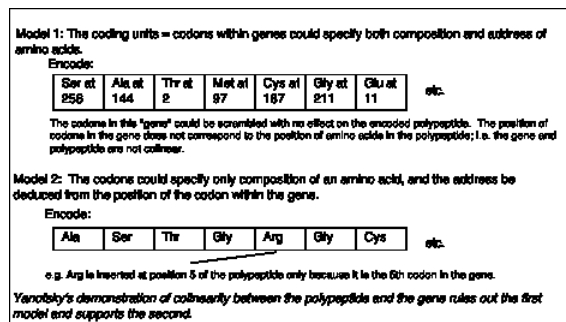 Model 1: The coding units = codons within genes could specify both composition and address of
amino acids.
Encode:
Ser at Ala at Thr at Met at Cys at Gly at Glu at
258 144 2 97 187 211 11 etc.
The codons in this "gene" could be scrambled with no effect on the encoded polypeptide. The position of
codons in the gene does not correspond to the position of amino acids in the polypeptide; i.e. the gene and
polypeptide are not colinear.
Model 2: The codons could specify only composition of an amino acid, and the address be
deduced from the position of the codon within the gene.
Encode:
Ala Ser Thr Gly Arg Gly Cys etc.
e.g. Arg is inserted at position 5 of the polypeptide only because it is the 5th codon in the gene.
Yanofsky's demonstration of colinearity between the polypeptide and the gene rules out the first
model and supports the second.